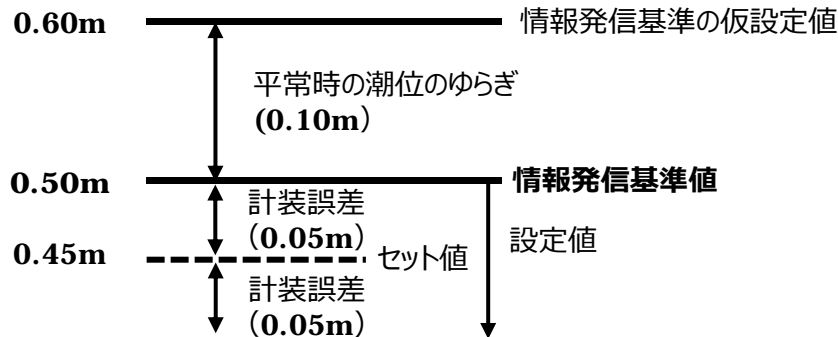 0.60m
情報発信基準の仮設定値
平常時の潮位のゆらぎ
(0.10m）
0.50m
情報発信基準値
計装誤差
（0.05m）
設定値
0.45m
セット値
計装誤差
（0.05m）